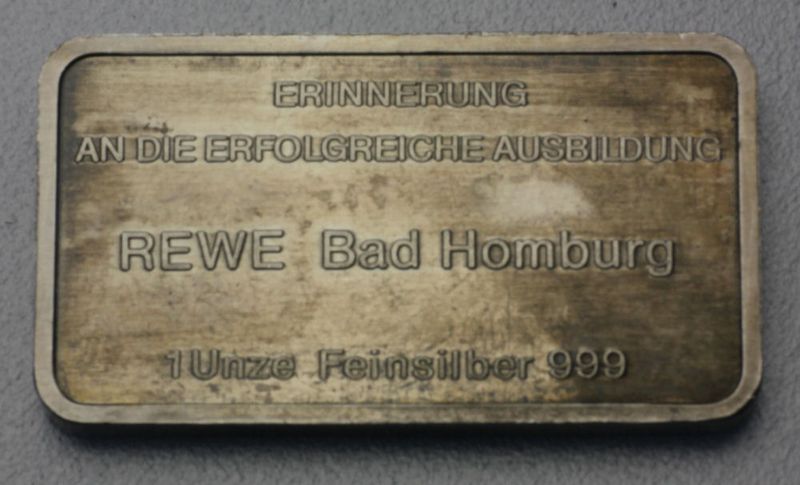 ERINNERUNG
AN DIE ERFOLGREICHE AUSBILDUNG
REWE Bad Homburg
1 Unze Feinsilber 999